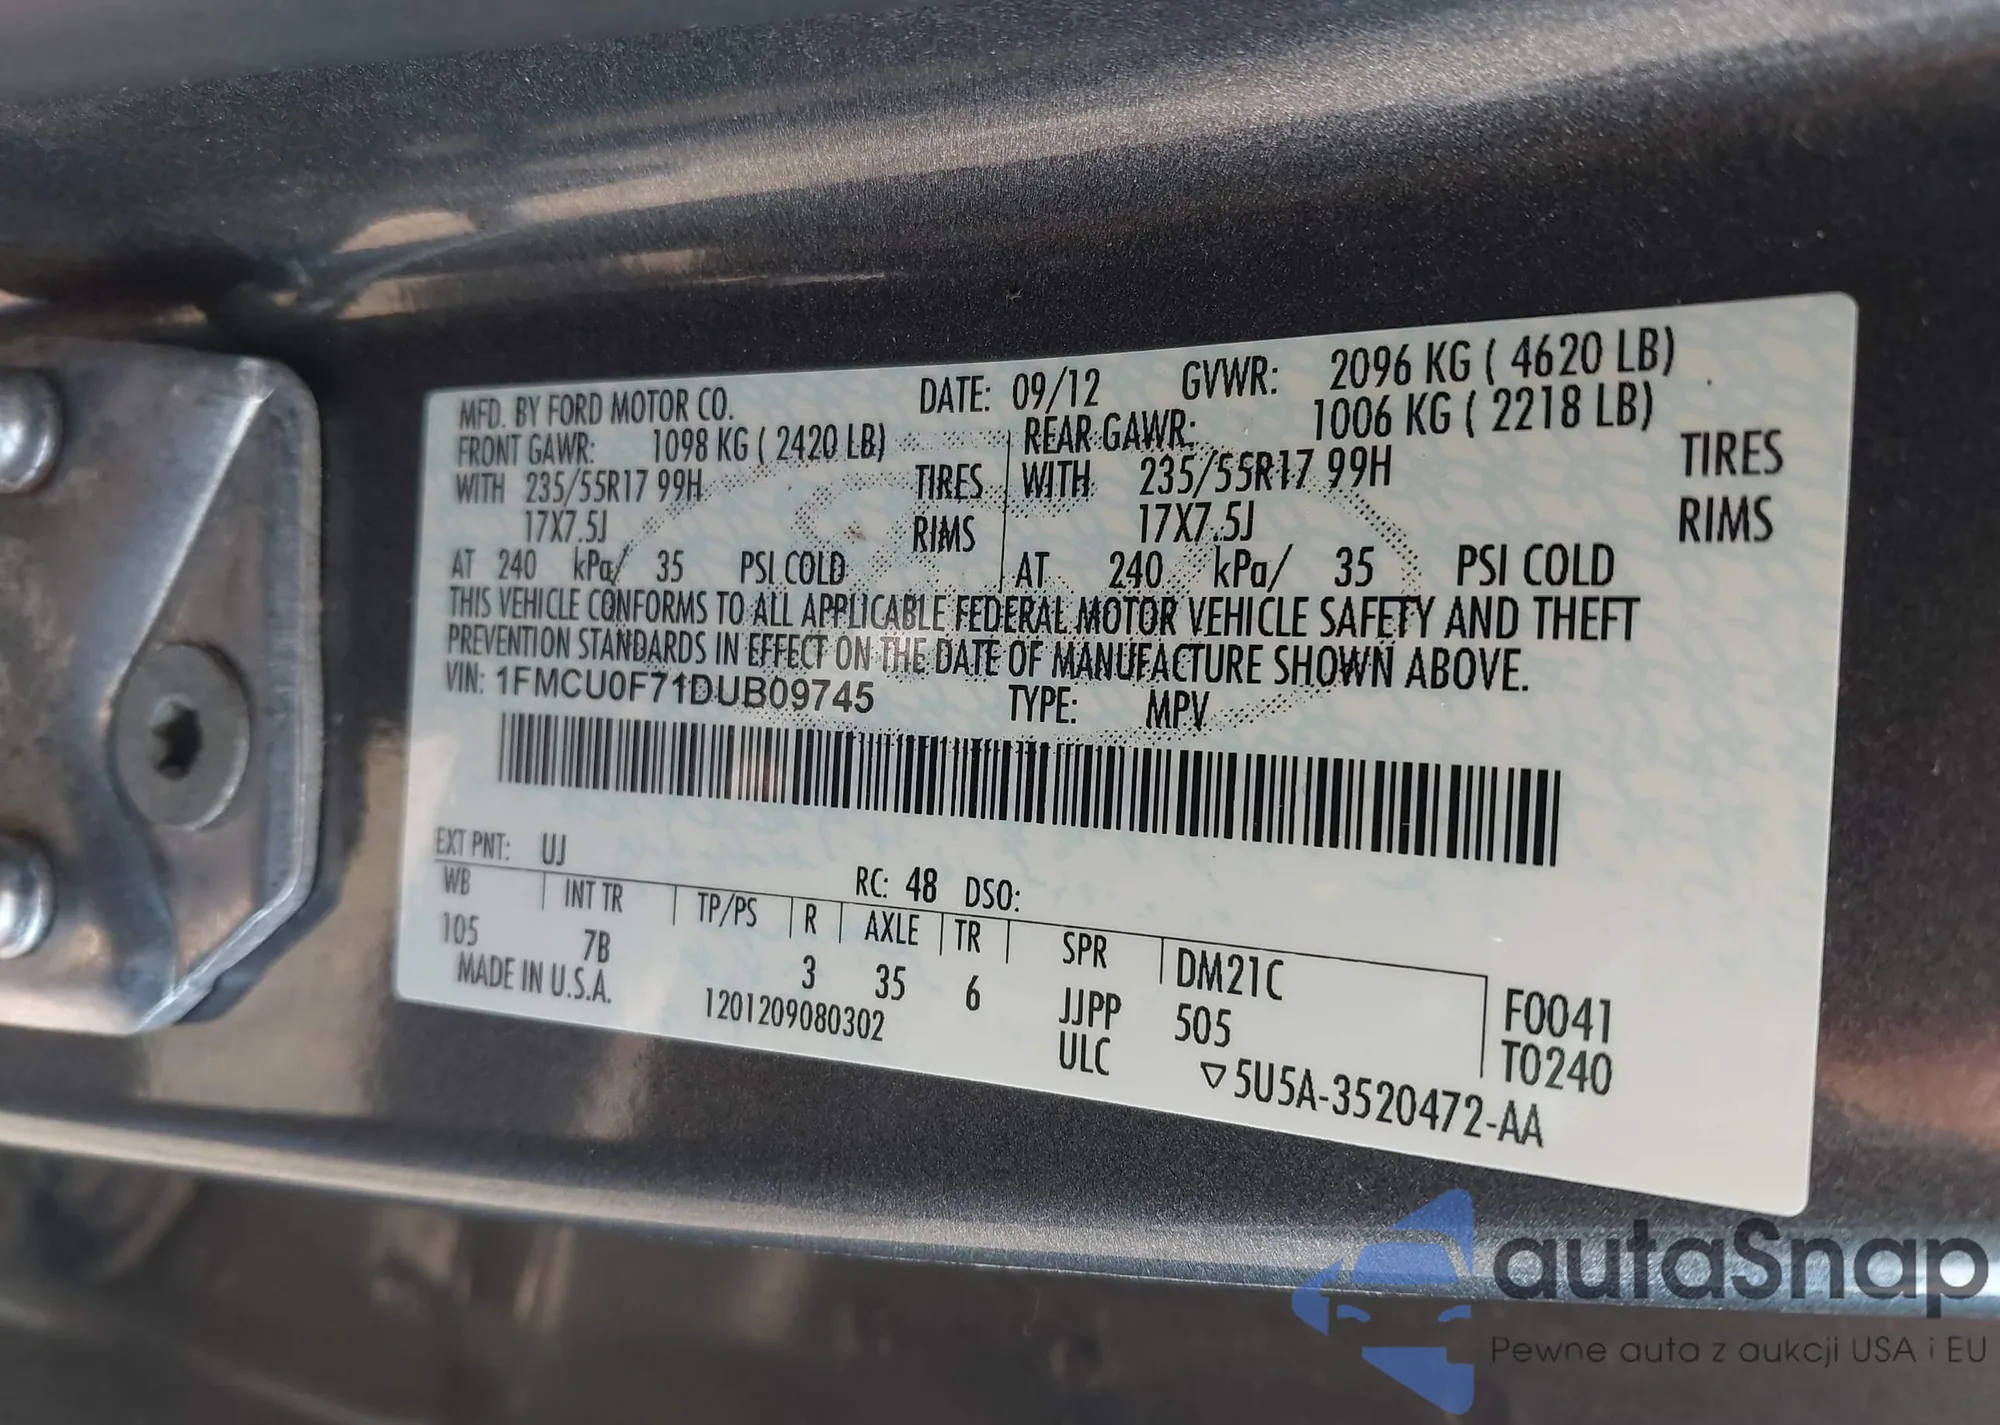 MFD. BY FORD MOTOR CO. DATE: 09/12 GVWR: 2096 KG ( 4620 LB)
FRONT GAWR: 1098 KG ( 2420 LB) REAR GAWR: 1006 KG ( 2218 LB)
WITH 235/55R17 99H TIRES WITH 235/55R17 99H TIRES
17X7.5J RIMS 17X7.5J RIMS
AT 240 kPa/ 35 PSI COLD AT 240 kPa/ 35 PSI COLD
THIS VEHICLE CONFORMS TO ALL APPLICABLE FEDERAL MOTOR VEHICLE SAFETY AND THEFT
PREVENTION STANDARDS IN EFFECT ON THE DATE OF MANUFACTURE SHOWN ABOVE.
VIN: 1FMCU0F71DUB09745 TYPE: MPV
EXT PNT: UJ RC: 48 DSO:
WB INT TR TP/PS R AXLE TR SPR DM21C
105 7B 3 35 6 JJPP 505 F0041
MADE IN U.S.A. 1201209080302 ULC T0240
▽5U5A-3520472-AA
autaSnap
Pewne auta z aukcji USA i EU